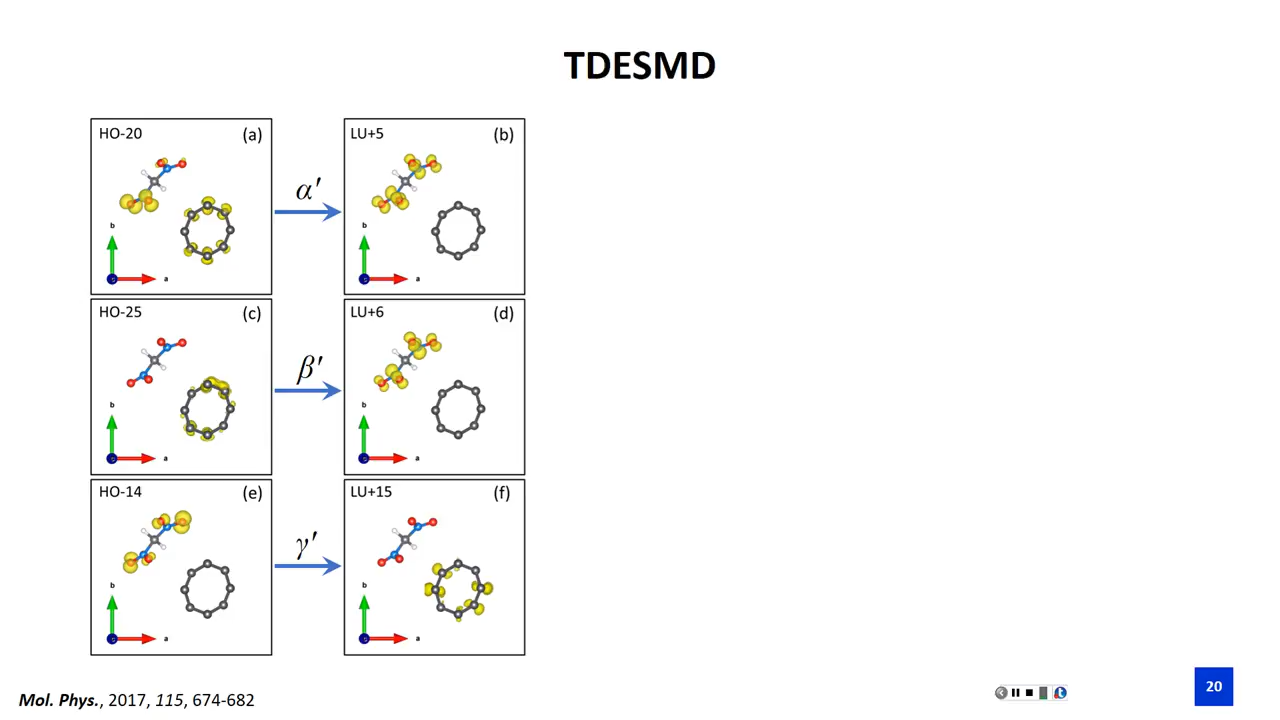 TDESMD
HO-20 (a)
b
a
α′
LU+5 (b)
b
a
HO-25 (c)
b
a
β′
LU+6 (d)
b
a
HO-14 (e)
b
a
γ′
LU+15 (f)
b
a
Mol. Phys., 2017, 115, 674-682
20